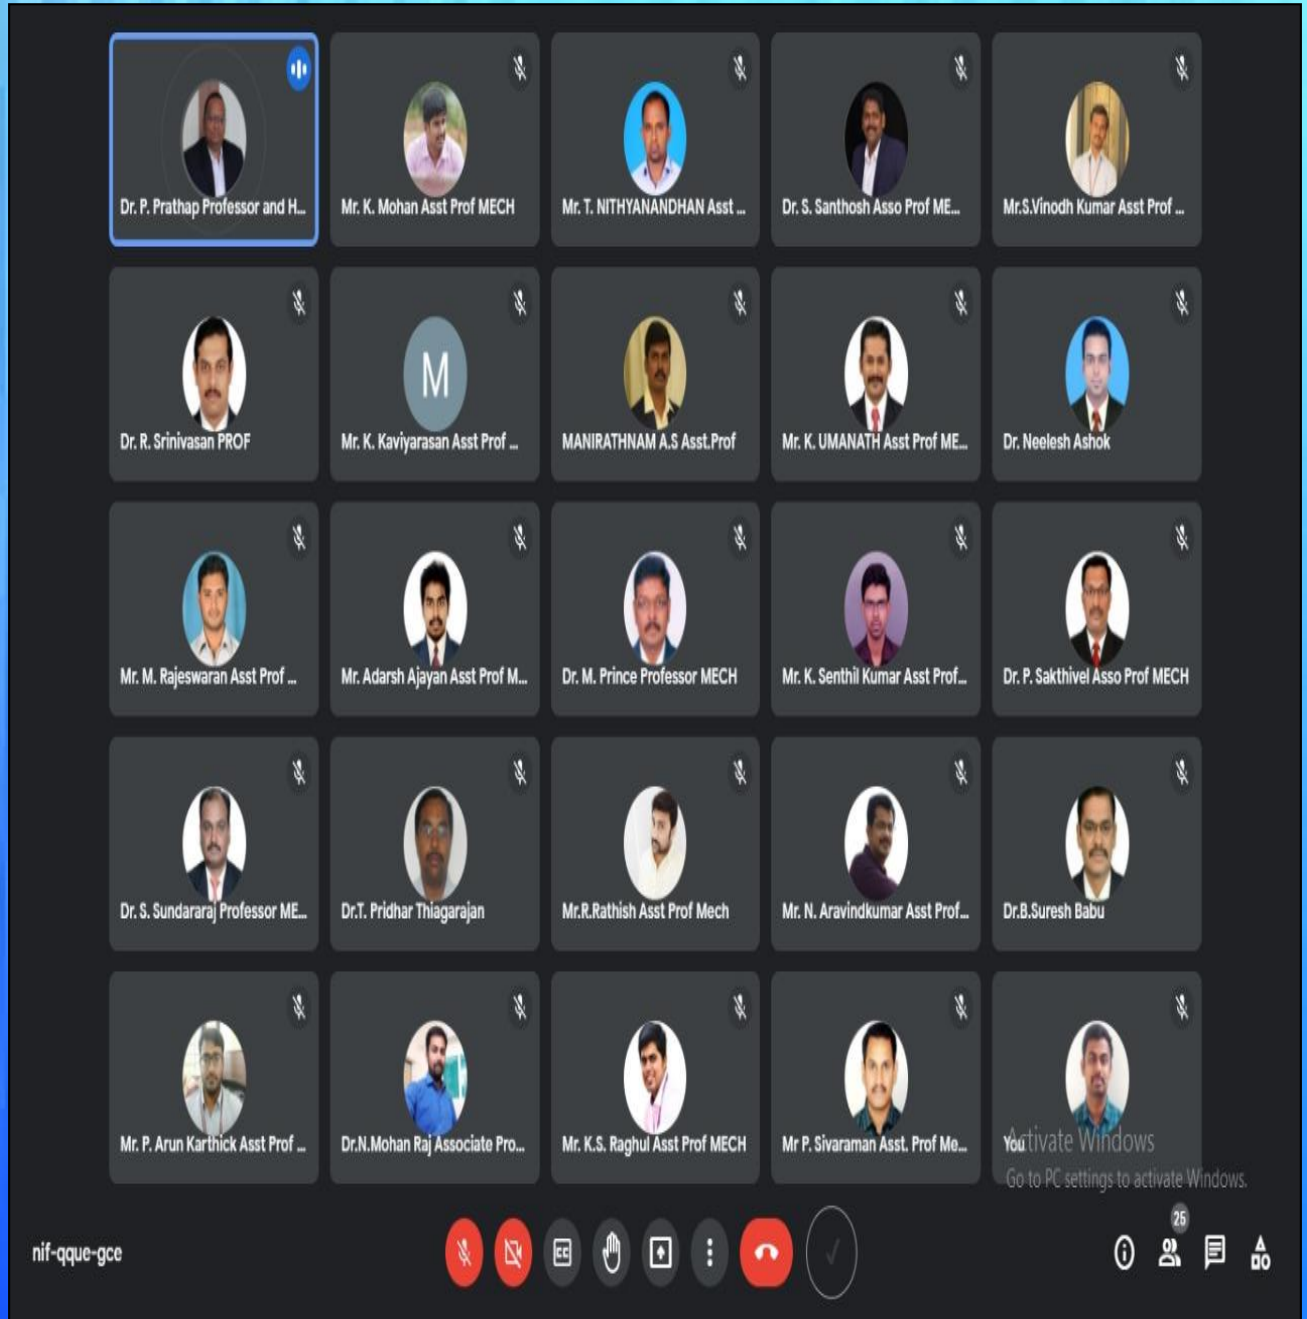 Dr. P. Prathap Professor and H...
Mr. K. Mohan Asst Prof MECH
Mr. T. NITHYANANDHAN Asst ...
Dr. S. Santhosh Asso Prof ME...
Mr.S.Vinodh Kumar Asst Prof ...
Dr. R. Srinivasan PROF
M
Mr. K. Kaviyarasan Asst Prof ...
MANIRATHNAM A.S Asst.Prof
Mr. K. UMANATH Asst Prof ME...
Dr. Neelesh Ashok
Mr. M. Rajeswaran Asst Prof ...
Mr. Adarsh Ajayan Asst Prof M...
Dr. M. Prince Professor MECH
Mr. K. Senthil Kumar Asst Prof...
Dr. P. Sakthivel Asso Prof MECH
Dr. S. Sundararaj Professor ME...
Dr.T. Pridhar Thiagarajan
Mr.R.Rathish Asst Prof Mech
Mr. N. Aravindkumar Asst Prof...
Dr.B.Suresh Babu
Mr. P. Arun Karthick Asst Prof ...
Dr.N.Mohan Raj Associate Pro...
Mr. K.S. Raghul Asst Prof MECH
Mr P. Sivaraman Asst. Prof Me...
You
Activate Windows
Go to PC settings to activate Windows.
nif-qque-gce
CC
25